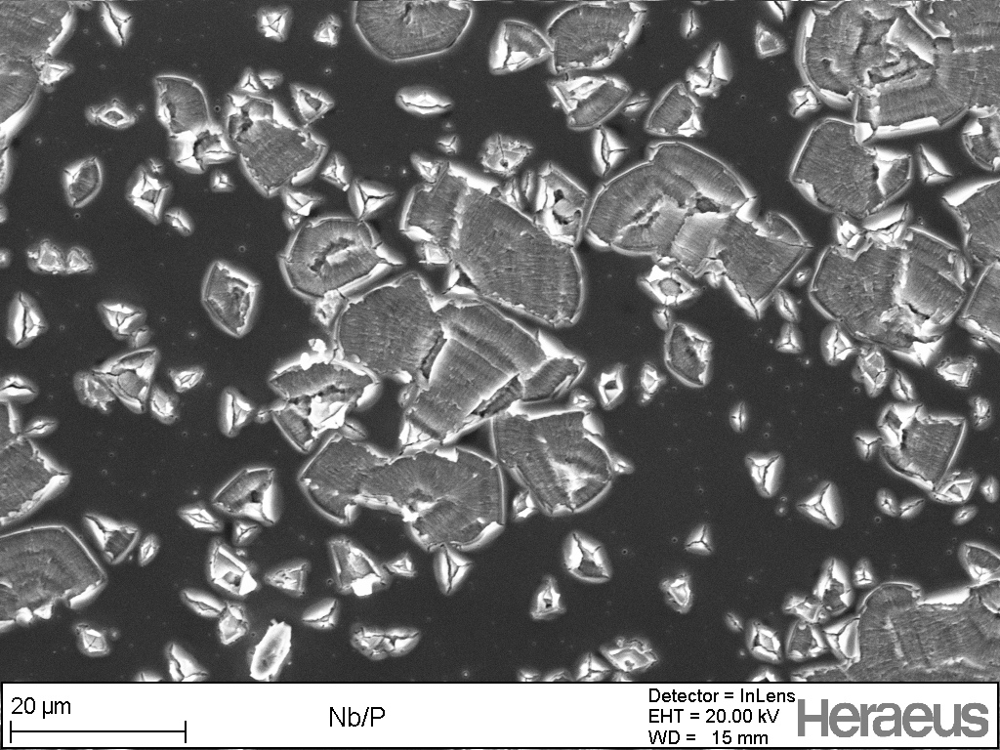 20 µm
Nb/P
Detector = InLens
EHT = 20.00 kV
WD = 15 mm
Heraeus